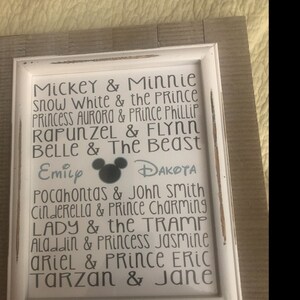 Mickey & Minnie
Snow White & the Prince
Princess Aurora & Prince Phillip
Rapunzel & Flynn
Belle & The Beast
Emily Dakota
Pocahontas & John Smith
Cinderella & Prince Charming
Lady & the Tramp
Aladdin & Princess Jasmine
Ariel & Prince Eric
Tarzan & Jane